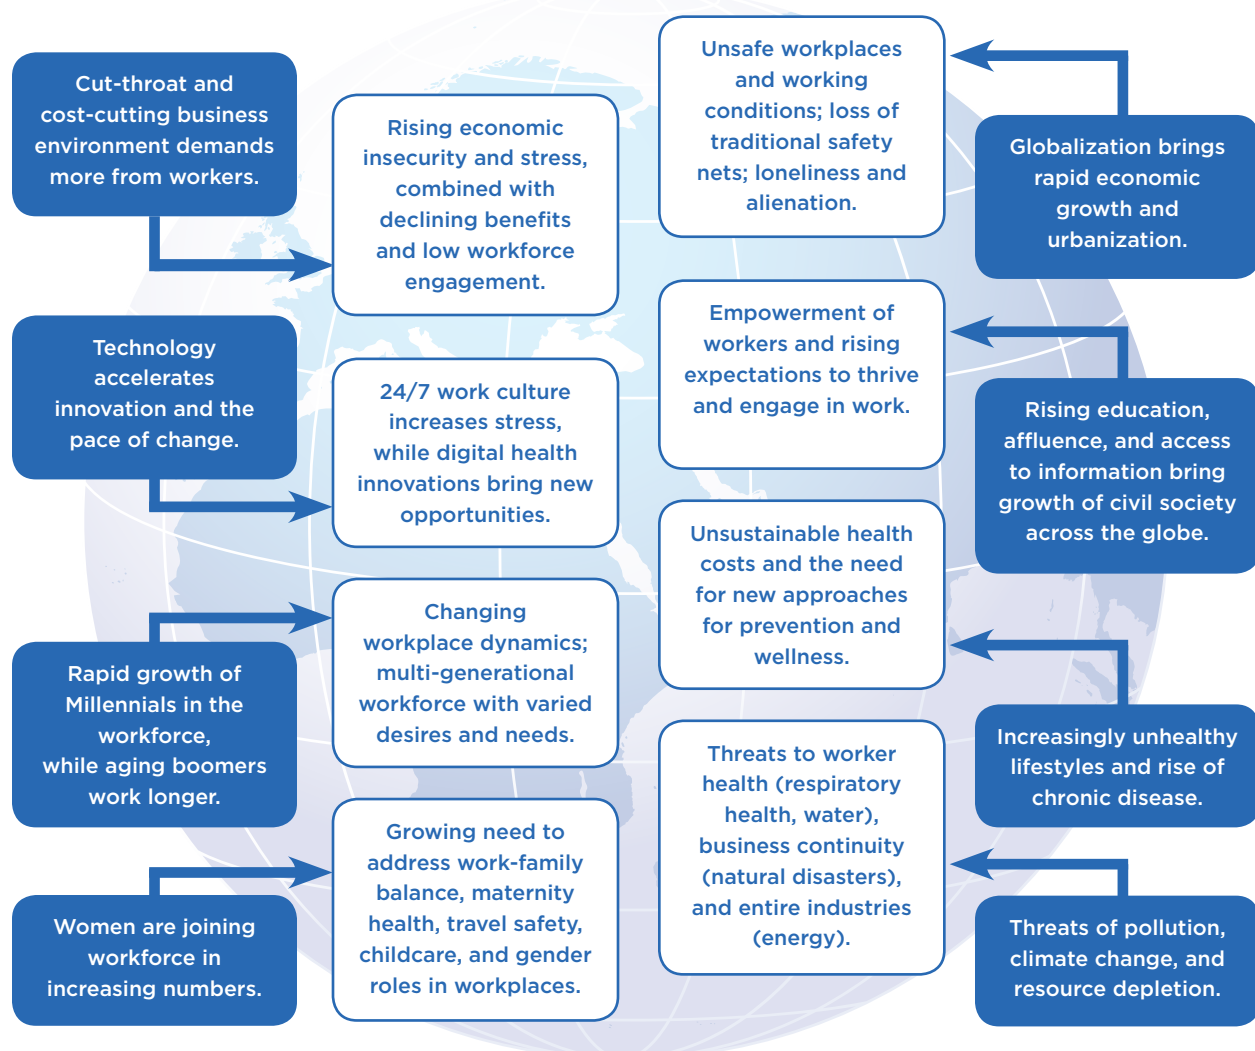 Cut-throat and
cost-cutting business
environment demands
more from workers.
Rising economic
insecurity and stress,
combined with
declining benefits
and low workforce
engagement.
Technology
accelerates
innovation and the
pace of change.
24/7 work culture
increases stress,
while digital health
innovations bring new
opportunities.
Rapid growth of
Millennials in the
workforce,
while aging boomers
work longer.
Changing
workplace dynamics;
multi-generational
workforce with varied
desires and needs.
Women are joining
workforce in
increasing numbers.
Growing need to
address work-family
balance, maternity
health, travel safety,
childcare, and gender
roles in workplaces.
Unsafe workplaces
and working
conditions; loss of
traditional safety
nets; loneliness and
alienation.
Globalization brings
rapid economic
growth and
urbanization.
Empowerment of
workers and rising
expectations to thrive
and engage in work.
Rising education,
affluence, and access
to information bring
growth of civil society
across the globe.
Unsustainable health
costs and the need
for new approaches
for prevention and
wellness.
Increasingly unhealthy
lifestyles and rise of
chronic disease.
Threats to worker
health (respiratory
health, water),
business continuity
(natural disasters),
and entire industries
(energy).
Threats of pollution,
climate change, and
resource depletion.